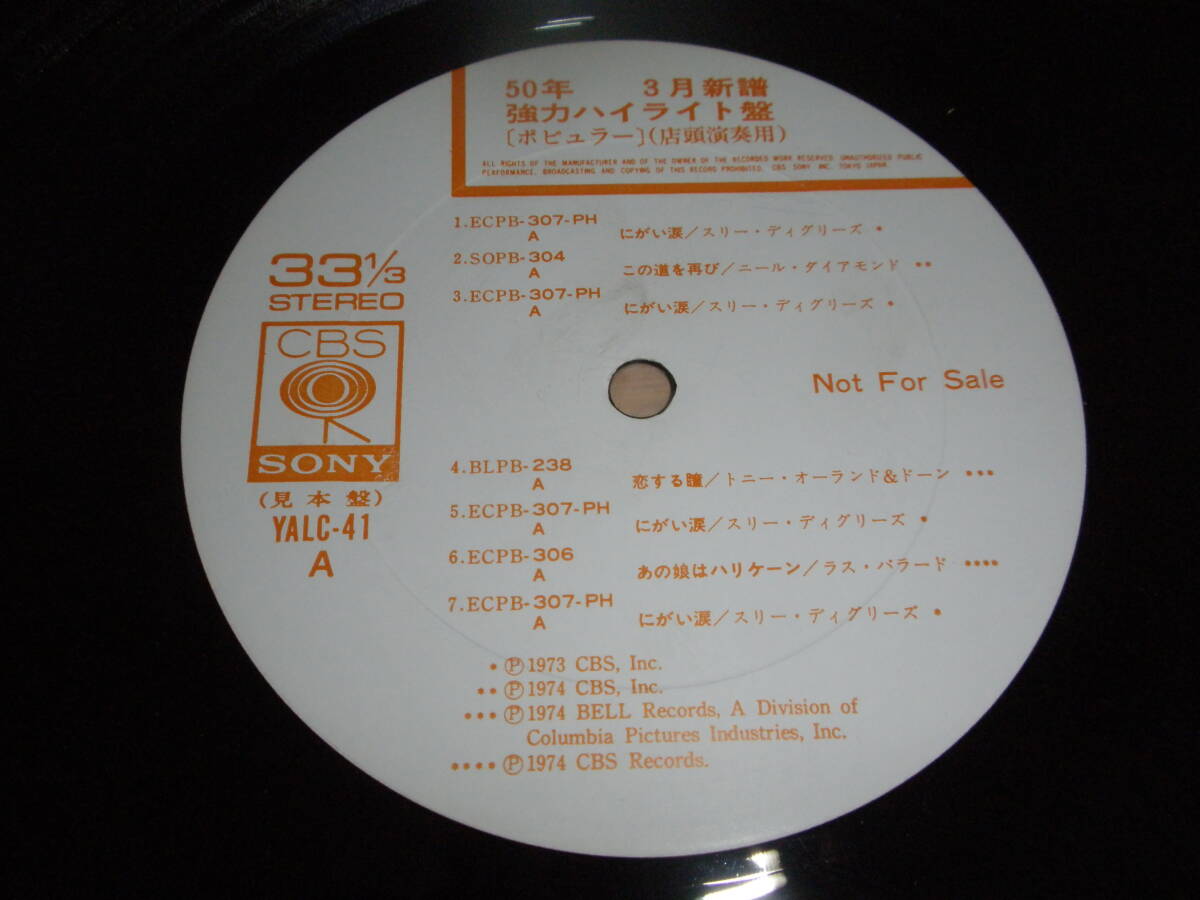 50年 3月新譜
強力ハイライト盤
〔ポピュラー〕(店頭演奏用)
ALL RIGHTS OF THE MANUFACTURER AND OF THE OWNER OF THE RECORDED WORK RESERVED. UNAUTHORIZED PUBLIC
PERFORMANCE. BROADCASTING AND COPYING OF THIS RECORD PROHIBITED. CBS SONY INC. TOKYO JAPAN.
33 1/3
STEREO
CBS
SONY
(見本盤)
YALC-41
A
1.ECPB-307-PH
A にがい涙/スリー・ディグリーズ *
2.SOPB-304
A この道を再び/ニール・ダイアモンド **
3.ECPB-307-PH
A にがい涙/スリー・ディグリーズ *
Not For Sale
4.BLPB-238
A 恋する瞳/トニー・オーランド&ドーン ***
5.ECPB-307-PH
A にがい涙/スリー・ディグリーズ *
6.ECPB-306
A あの娘はハリケーン/ラス・バラード ****
7.ECPB-307-PH
A にがい涙/スリー・ディグリーズ *
* Ⓟ1973 CBS, Inc.
** Ⓟ1974 CBS, Inc.
*** Ⓟ1974 BELL Records, A Division of
Columbia Pictures Industries, Inc.
**** Ⓟ1974 CBS Records.